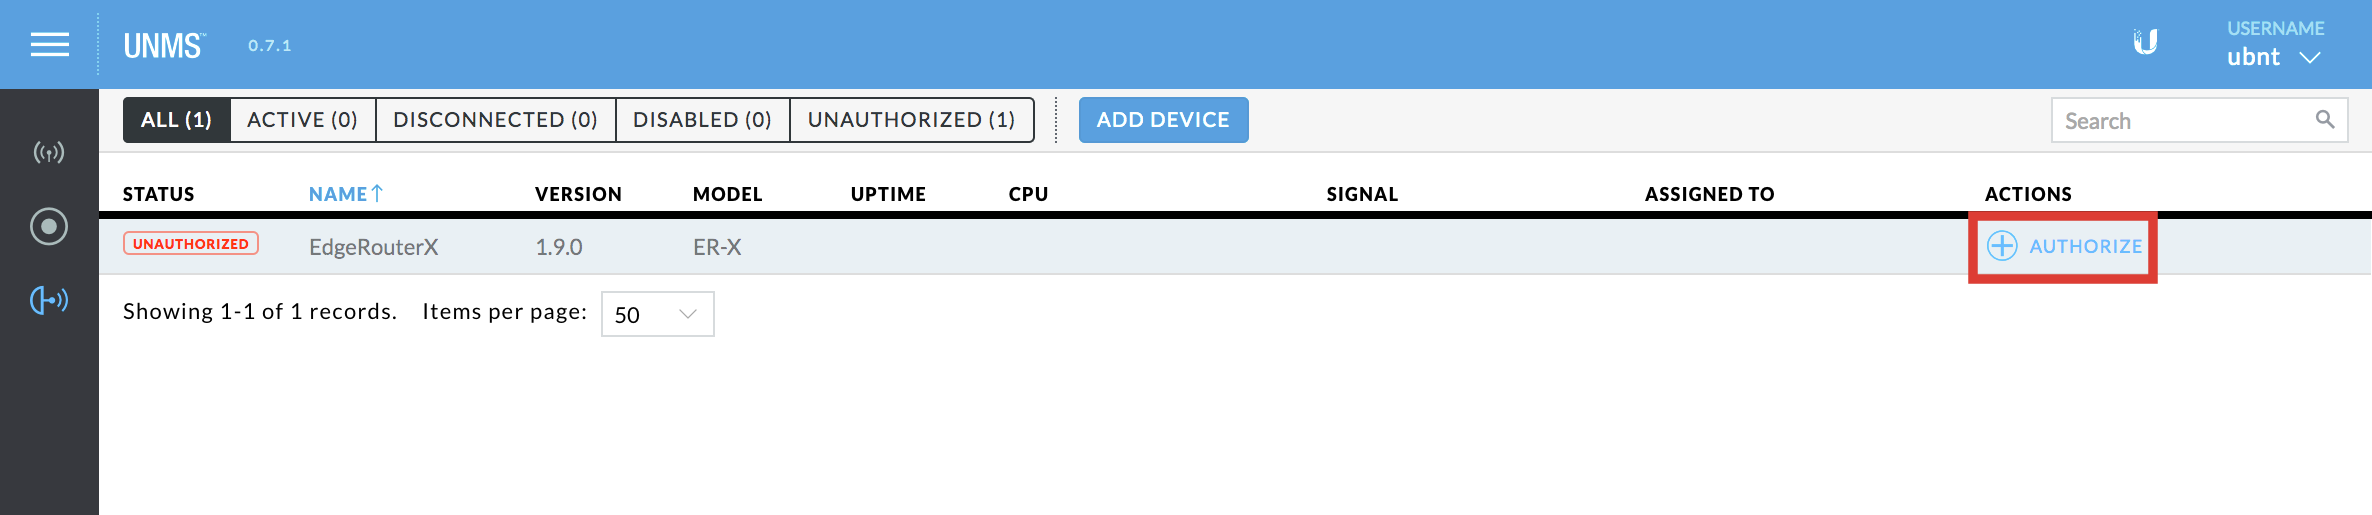 UNMS™ 0.7.1 USERNAME
ubnt
ALL (1) ACTIVE (0) DISCONNECTED (0) DISABLED (0) UNAUTHORIZED (1) ADD DEVICE Search
STATUS NAME↑ VERSION MODEL UPTIME CPU SIGNAL ASSIGNED TO ACTIONS
UNAUTHORIZED EdgeRouterX 1.9.0 ER-X AUTHORIZE
Showing 1-1 of 1 records. Items per page: 50